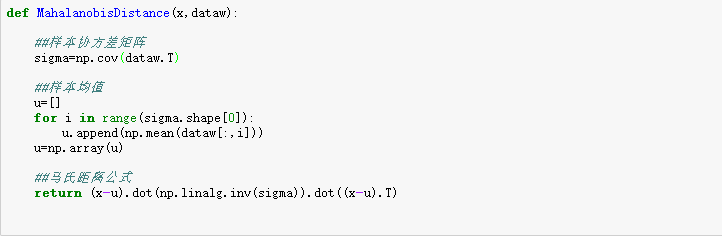 def MahalanobisDistance(x,dataw):
##样本协方差矩阵
sigma=np.cov(dataw.T)
##样本均值
u=[]
for i in range(sigma.shape[0]):
u.append(np.mean(dataw[:,i]))
u=np.array(u)
##马氏距离公式
return (x-u).dot(np.linalg.inv(sigma)).dot((x-u).T)